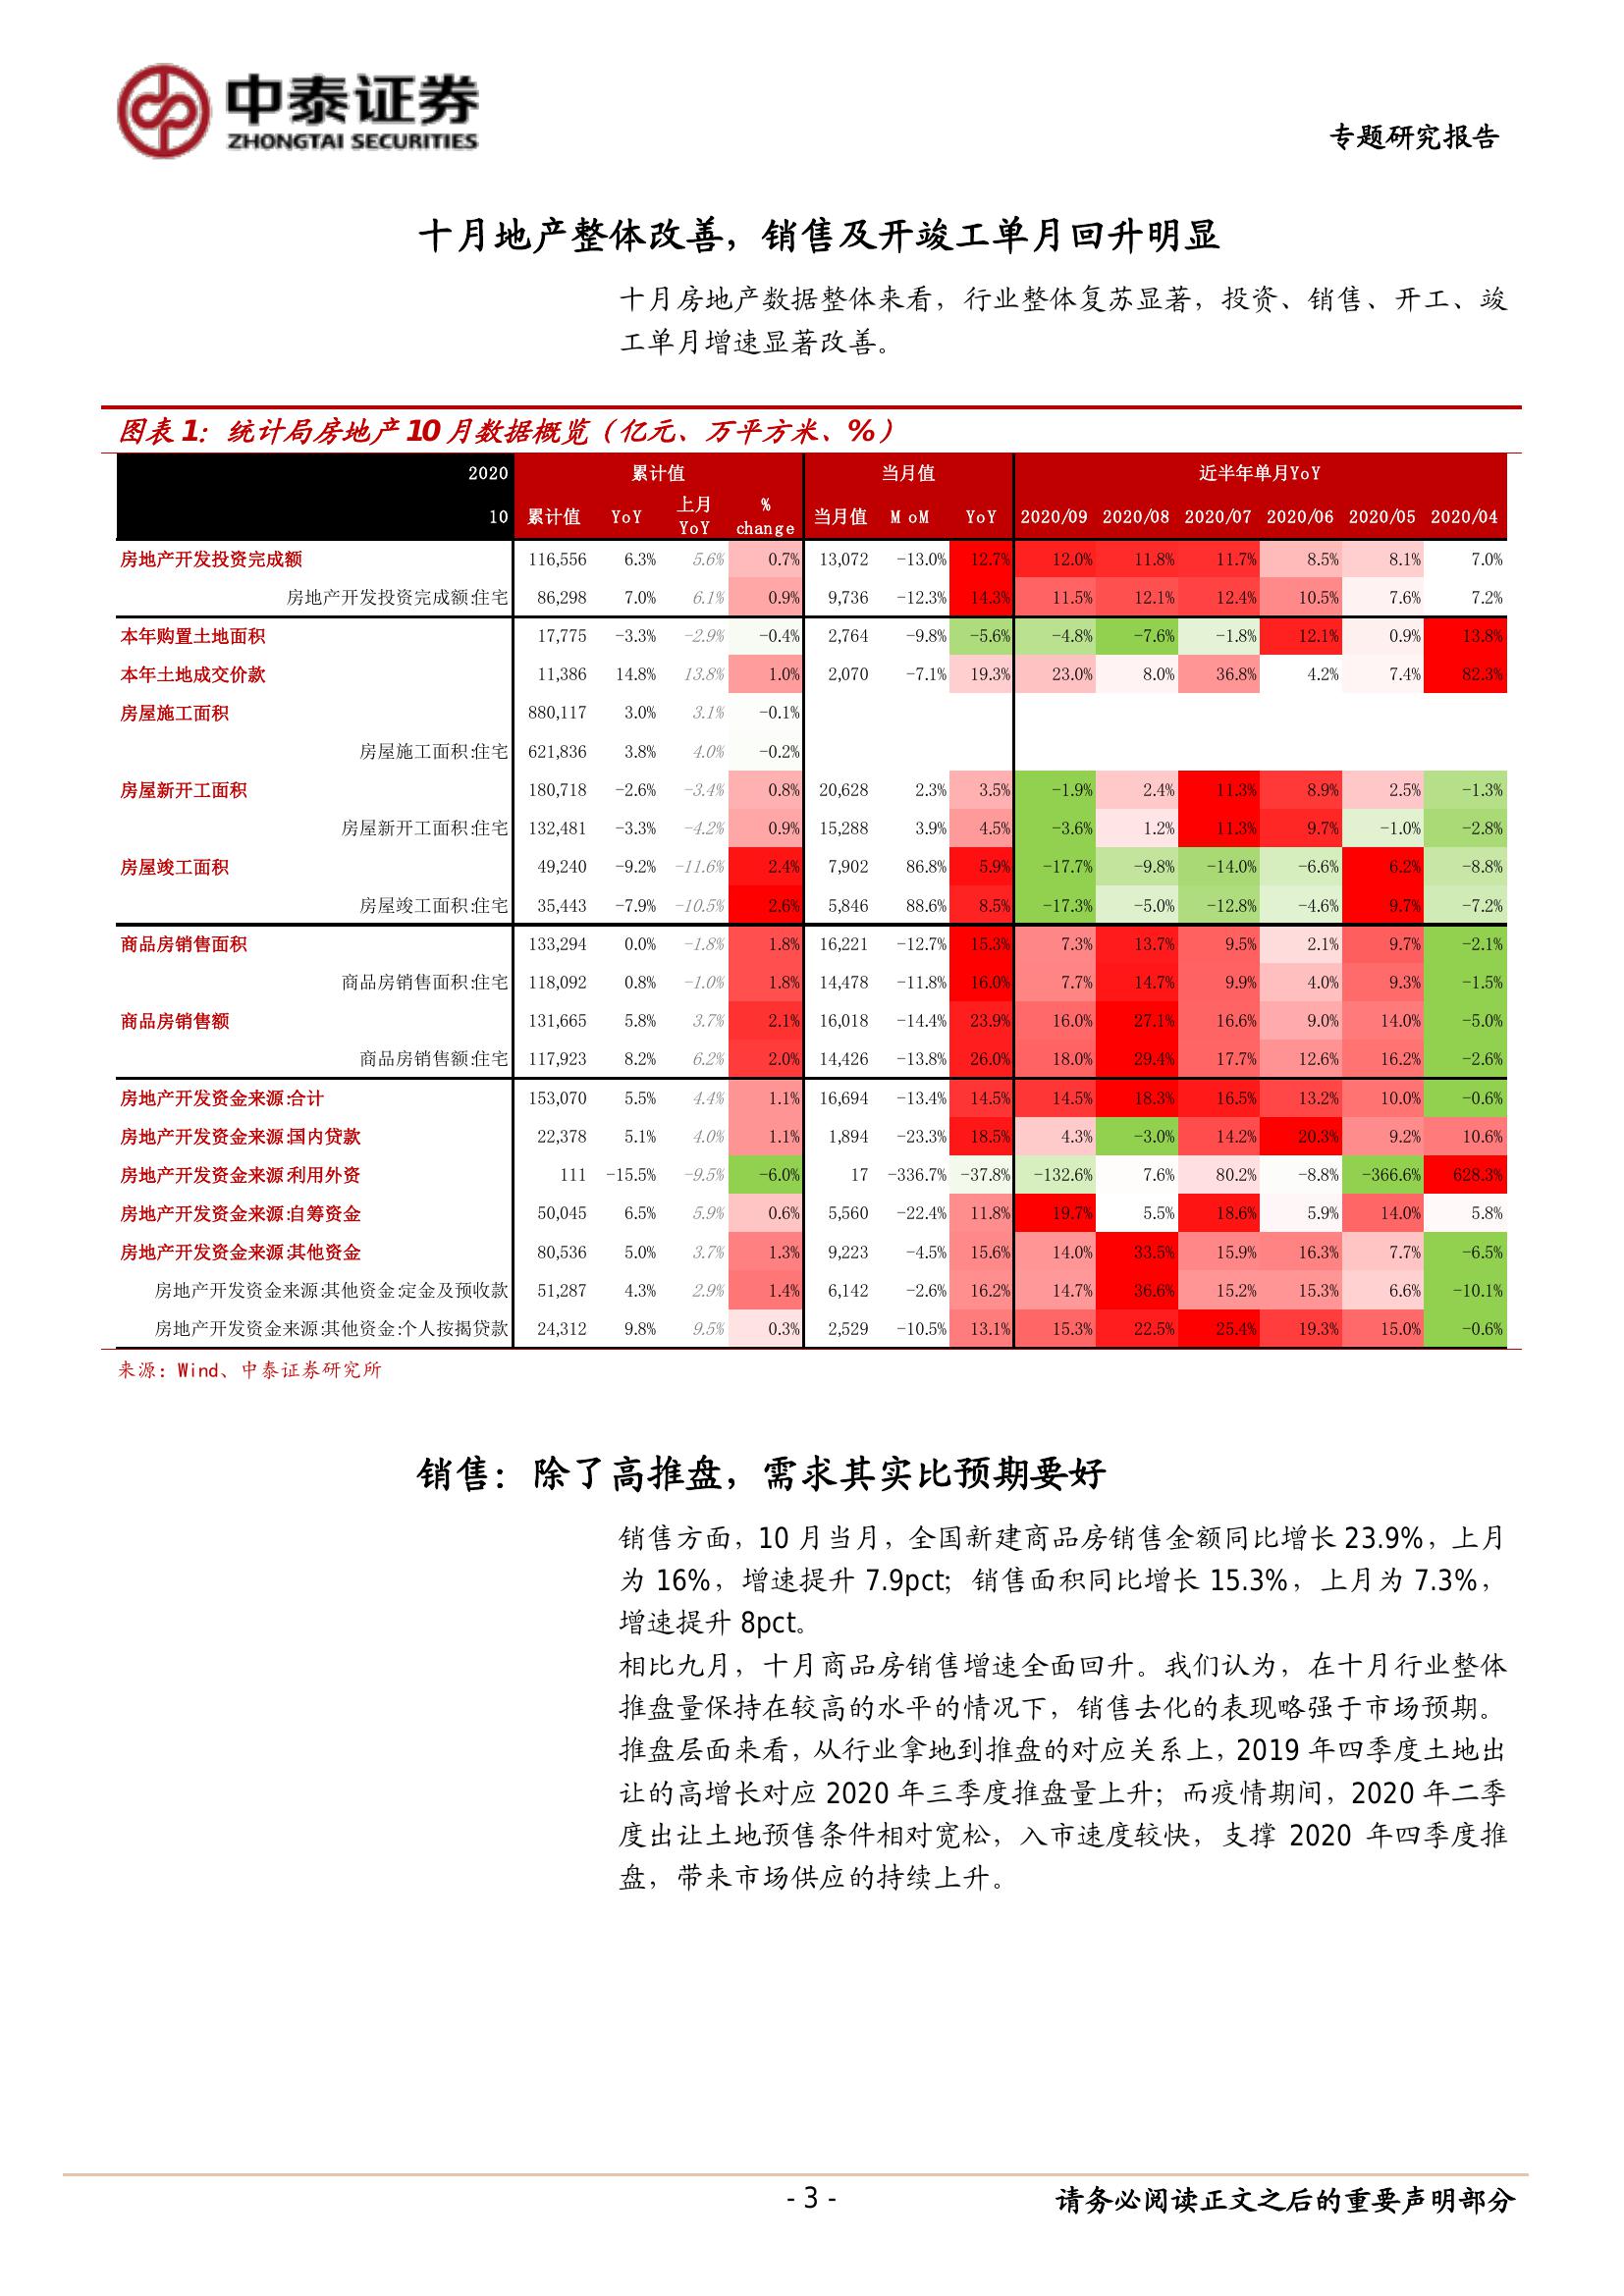 中泰证券
ZHONGTAI SECURITIES
专题研究报告
十月地产整体改善，销售及开竣工单月回升明显
十月房地产数据整体来看，行业整体复苏显著，投资、销售、开工、竣
工单月增速显著改善。
图表 1：统计局房地产 10 月数据概览（亿元、万平方米、%）
2020 累计值 当月值 近半年单月YoY
10 累计值 YoY 上月YoY % change 当月值 MoM YoY 2020/09 2020/08 2020/07 2020/06 2020/05 2020/04
房地产开发投资完成额 116,556 6.3% 5.6% 0.7% 13,072 -13.0% 12.7% 12.0% 11.8% 11.7% 8.5% 8.1% 7.0%
房地产开发投资完成额:住宅 86,298 7.0% 6.1% 0.9% 9,736 -12.3% 14.3% 11.5% 12.1% 12.4% 10.5% 7.6% 7.2%
本年购置土地面积 17,775 -3.3% -2.9% -0.4% 2,764 -9.8% -5.6% -4.8% -7.6% -1.8% 12.1% 0.9% 13.8%
本年土地成交价款 11,386 14.8% 13.8% 1.0% 2,070 -7.1% 19.3% 23.0% 8.0% 36.8% 4.2% 7.4% 82.3%
房屋施工面积 880,117 3.0% 3.1% -0.1%
房屋施工面积:住宅 621,836 3.8% 4.0% -0.2%
房屋新开工面积 180,718 -2.6% -3.4% 0.8% 20,628 2.3% 3.5% -1.9% 2.4% 11.3% 8.9% 2.5% -1.3%
房屋新开工面积:住宅 132,481 -3.3% -4.2% 0.9% 15,288 3.9% 4.5% -3.6% 1.2% 11.3% 9.7% -1.0% -2.8%
房屋竣工面积 49,240 -9.2% -11.6% 2.4% 7,902 86.8% 5.9% -17.7% -9.8% -14.0% -6.6% 6.2% -8.8%
房屋竣工面积:住宅 35,443 -7.9% -10.5% 2.6% 5,846 88.6% 8.5% -17.3% -5.0% -12.8% -4.6% 9.7% -7.2%
商品房销售面积 133,294 0.0% -1.8% 1.8% 16,221 -12.7% 15.3% 7.3% 13.7% 9.5% 2.1% 9.7% -2.1%
商品房销售面积:住宅 118,092 0.8% -1.0% 1.8% 14,478 -11.8% 16.0% 7.7% 14.7% 9.9% 4.0% 9.3% -1.5%
商品房销售额 131,665 5.8% 3.7% 2.1% 16,018 -14.4% 23.9% 16.0% 27.1% 16.6% 9.0% 14.0% -5.0%
商品房销售额:住宅 117,923 8.2% 6.2% 2.0% 14,426 -13.8% 26.0% 18.0% 29.4% 17.7% 12.6% 16.2% -2.6%
房地产开发资金来源:合计 153,070 5.5% 4.4% 1.1% 16,694 -13.4% 14.5% 14.5% 18.3% 16.5% 13.2% 10.0% -0.6%
房地产开发资金来源:国内贷款 22,378 5.1% 4.0% 1.1% 1,894 -23.3% 18.5% 4.3% -3.0% 14.2% 20.3% 9.2% 10.6%
房地产开发资金来源:利用外资 111 -15.5% -9.5% -6.0% 17 -336.7% -37.8% -132.6% 7.6% 80.2% -8.8% -366.6% 628.3%
房地产开发资金来源:自筹资金 50,045 6.5% 5.9% 0.6% 5,560 -22.4% 11.8% 19.7% 5.5% 18.6% 5.9% 14.0% 5.8%
房地产开发资金来源:其他资金 80,536 5.0% 3.7% 1.3% 9,223 -4.5% 15.6% 14.0% 33.5% 15.9% 16.3% 7.7% -6.5%
房地产开发资金来源:其他资金:定金及预收款 51,287 4.3% 2.9% 1.4% 6,142 -2.6% 16.2% 14.7% 36.6% 15.2% 15.3% 6.6% -10.1%
房地产开发资金来源:其他资金:个人按揭贷款 24,312 9.8% 9.5% 0.3% 2,529 -10.5% 13.1% 15.3% 22.5% 25.4% 19.3% 15.0% -0.6%
来源：Wind、中泰证券研究所
销售：除了高推盘，需求其实比预期要好
销售方面，10 月当月，全国新建商品房销售金额同比增长 23.9%，上月
为 16%，增速提升 7.9pct；销售面积同比增长 15.3%，上月为 7.3%，
增速提升 8pct。
相比九月，十月商品房销售增速全面回升。我们认为，在十月行业整体
推盘量保持在较高的水平的情况下，销售去化的表现略强于市场预期。
推盘层面来看，从行业拿地到推盘的对应关系上，2019 年四季度土地出
让的高增长对应 2020 年三季度推盘量上升；而疫情期间，2020 年二季
度出让土地预售条件相对宽松，入市速度较快，支撑 2020 年四季度推
盘，带来市场供应的持续上升。
- 3 -
请务必阅读正文之后的重要声明部分